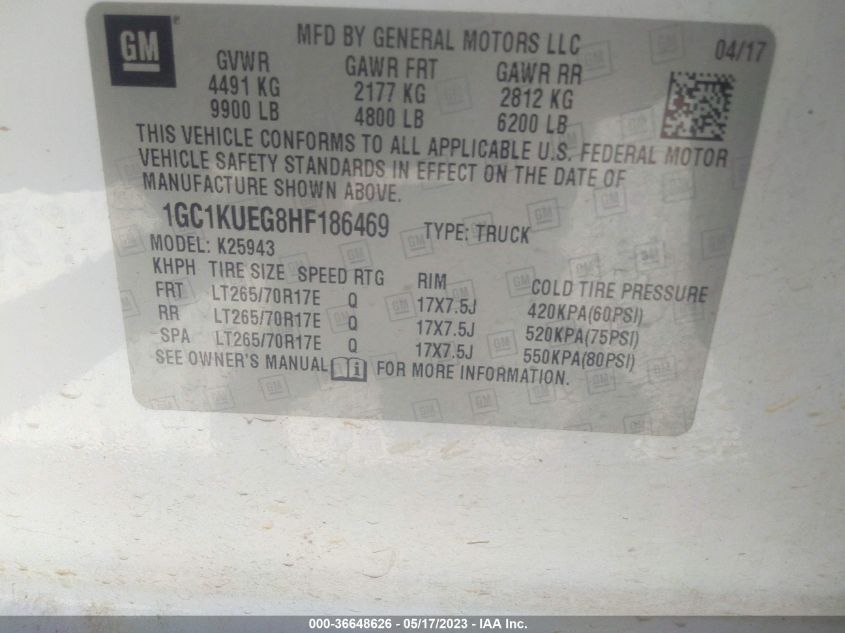 GM
MFD BY GENERAL MOTORS LLC 04/17
GVWR GAWR FRT GAWR RR
4491 KG 2177 KG 2812 KG
9900 LB 4800 LB 6200 LB
THIS VEHICLE CONFORMS TO ALL APPLICABLE U.S. FEDERAL MOTOR
VEHICLE SAFETY STANDARDS IN EFFECT ON THE DATE OF
MANUFACTURE SHOWN ABOVE.
1GC1KUEG8HF186469 TYPE: TRUCK
MODEL: K25943
KHPH TIRE SIZE SPEED RTG RIM COLD TIRE PRESSURE
FRT LT265/70R17E Q 17X7.5J 420KPA(60PSI)
RR LT265/70R17E Q 17X7.5J 520KPA(75PSI)
SPA LT265/70R17E Q 17X7.5J 550KPA(80PSI)
SEE OWNER'S MANUAL i FOR MORE INFORMATION.
000-36648626 - 05/17/2023 - IAA Inc.